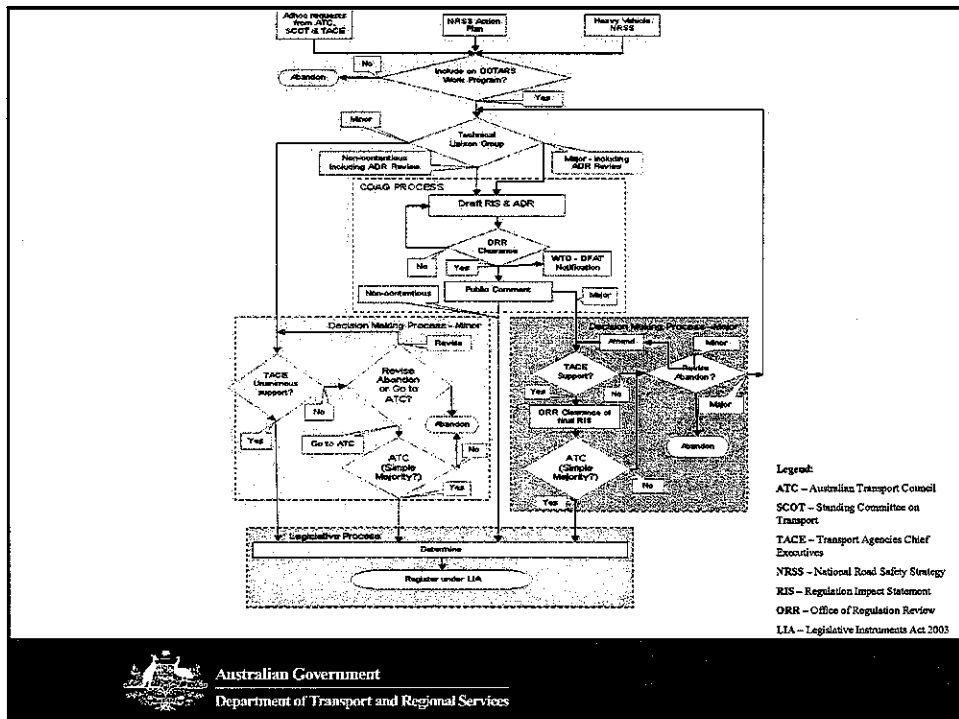 Adhoc requests
from ATC,
SCOT & TACE
NRSS Action
Plan
Heavy Vehicle
NRSS
No
Abandon
Include on DOTARS
Work Program?
Yes
Minor
Technical
Liaison Group
Non-contentious
Including ADR Review
Major - Including
ADR Review
COAG PROCESS
Draft RIS & ADR
ORR
Clearance
No
Yes
WTO - DFAT
Notification
Public Comment
Non-contentious
Major
Decision Making Process - Minor
Revise
TACE
Unanimous
support?
Revise
Abandon
or Go to
ATC?
No
Abandon
Yes
Go to ATC
No
ATC
(Simple
Majority?)
Yes
Decision Making Process - Major
Amend
Minor
TACE
Support?
Revise
Abandon?
Yes
No
Major
ORR Clearance of
final RIS
Abandon
ATC
(Simple
Majority?)
No
Yes
Legislative Process
Determine
Register under LIA
Legend:
ATC – Australian Transport Council
SCOT – Standing Committee on
Transport
TACE – Transport Agencies Chief
Executives
NRSS – National Road Safety Strategy
RIS – Regulation Impact Statement
ORR – Office of Regulation Review
LIA – Legislative Instruments Act 2003
Australian Government
Department of Transport and Regional Services